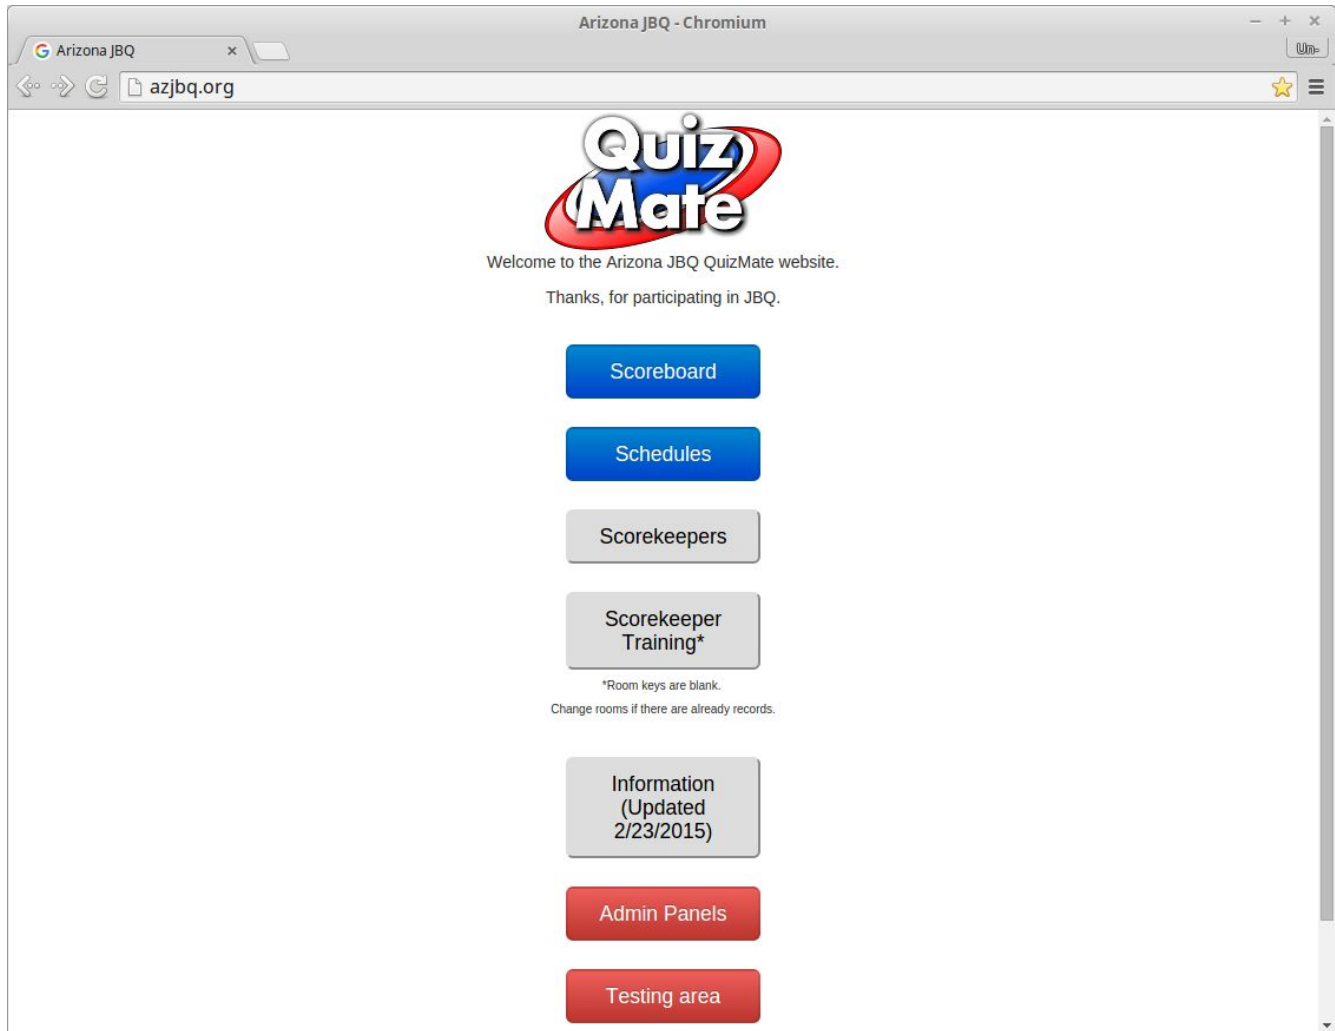 Arizona JBQ - Chromium
Arizona JBQ
Un-
azjbq.org
Quiz
Mate
Welcome to the Arizona JBQ QuizMate website.
Thanks, for participating in JBQ.
Scoreboard
Schedules
Scorekeepers
Scorekeeper
Training*
*Room keys are blank.
Change rooms if there are already records.
Information
(Updated
2/23/2015)
Admin Panels
Testing area